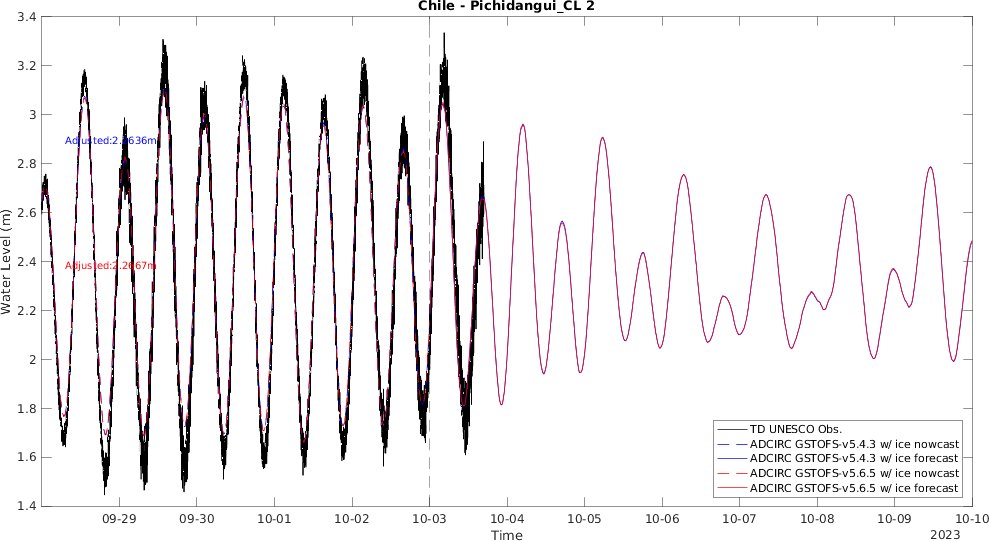 Chile - Pichidangui_CL 2
3.4
3.2
3
2.8
2.6
2.4
2.2
2
1.8
1.6
1.4
Water Level (m)
Adjusted:2.2636m
Adjusted:2.2667m
TD UNESCO Obs.
ADCIRC GSTOFS-v5.4.3 w/ ice nowcast
ADCIRC GSTOFS-v5.4.3 w/ ice forecast
ADCIRC GSTOFS-v5.6.5 w/ ice nowcast
ADCIRC GSTOFS-v5.6.5 w/ ice forecast
09-29 09-30 10-01 10-02 10-03 10-04 10-05 10-06 10-07 10-08 10-09 10-10
Time
2023